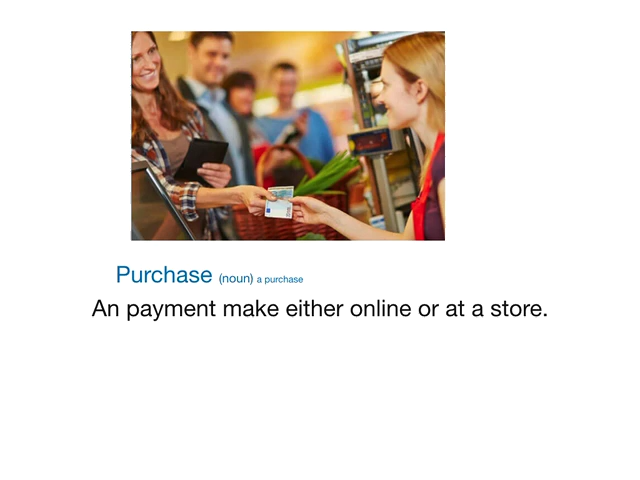 Purchase (noun) a purchase
An payment make either online or at a store.